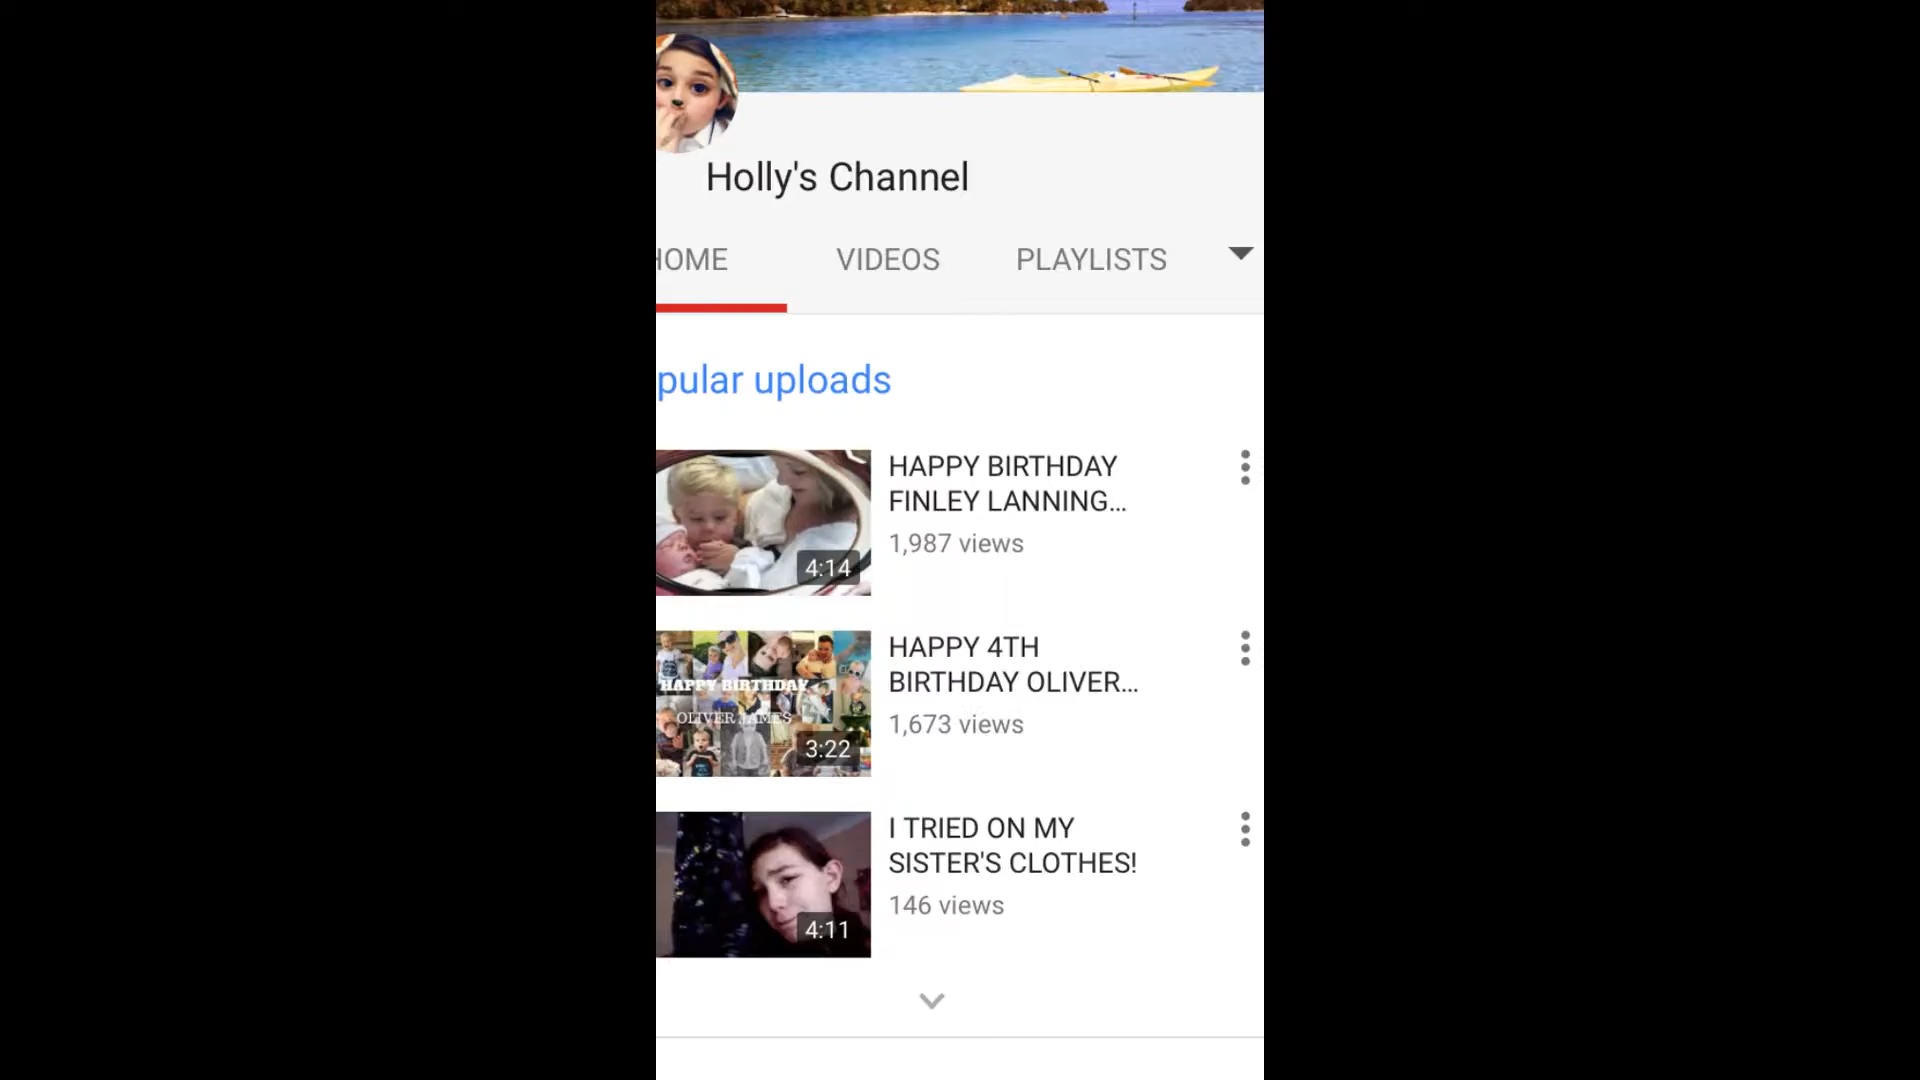 Holly's Channel
HOME VIDEOS PLAYLISTS
pular uploads
HAPPY BIRTHDAY
FINLEY LANNING...
1,987 views
4:14
HAPPY 4TH
BIRTHDAY OLIVER...
1,673 views
HAPPY BIRTHDAY
OLIVER JAMES
3:22
I TRIED ON MY
SISTER'S CLOTHES!
146 views
4:11